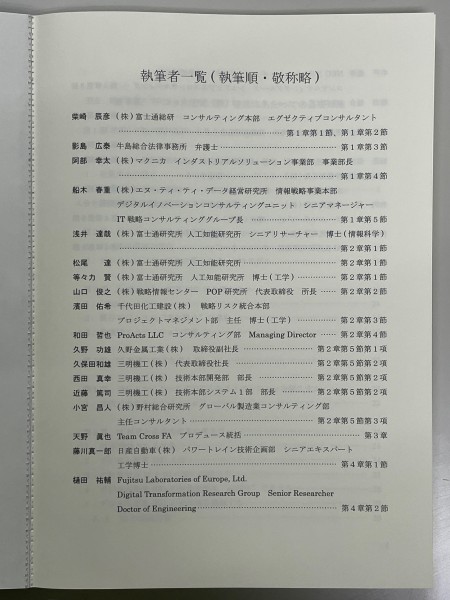 執筆者一覧(執筆順・敬称略)
柴崎 辰彦 (株)富士通総研 コンサルティング本部 エグゼクティブコンサルタント
第1章第1節、第1章第2節
影島 広泰 牛島総合法律事務所 弁護士 第1章第3節
阿部 幸太 (株)マクニカ インダストリアルソリューション事業部 事業部長
第1章第4節
船木 春重 (株)エヌ・ティ・ティ・データ経営研究所 情報戦略事業本部
デジタルイノベーションコンサルティングユニット シニアマネージャー
IT戦略コンサルティンググループ長 第1章第5節
浅井 達哉 (株)富士通研究所 人工知能研究所 シニアリサーチャー 博士(情報科学)
第2章第1節
松尾 達 (株)富士通研究所 人工知能研究所 第2章第1節
等々力 賢 (株)富士通研究所 人工知能研究所 博士(工学) 第2章第1節
山口 俊之 (株)戦略情報センター POP研究所 代表取締役 所長 第2章第2節
濱田 佑希 千代田化工建設(株) 戦略リスク統合本部
プロジェクトマネジメント部 主任 博士(工学) 第2章第3節
和田 哲也 ProActs LLC コンサルティング部 Managing Director 第2章第4節
久野 功雄 久野金属工業(株) 取締役副社長 第2章第5節第1項
久保田和雄 三明機工(株) 代表取締役社長 第2章第5節第2項
西田 真幸 三明機工(株) 技術本部開発部 部長 第2章第5節第2項
近藤 篤司 三明機工(株) 技術本部システム1部 部長 第2章第5節第2項
小宮 昌人 (株)野村総合研究所 グローバル製造業コンサルティング部
主任コンサルタント 第2章第5節第3項
天野 眞也 Team Cross FA プロデュース統括 第3章
藤川真一郎 日産自動車(株) パワートレイン技術企画部 シニアエキスパート
工学博士 第4章第1節
樋田 祐輔 Fujitsu Laboratories of Europe, Ltd.
Digital Transformation Research Group Senior Researcher
Doctor of Engineering 第4章第2節